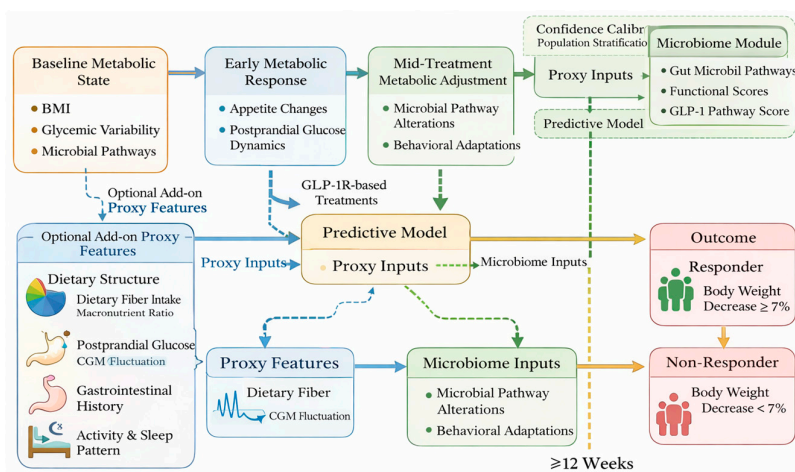 Baseline Metabolic
State
BMI
Glycemic Variability
Microbial Pathways
Early Metabolic
Response
Appetite Changes
Postprandial Glucose
Dynamics
Mid-Treatment
Metabolic Adjustment
Microbial Pathway
Alterations
Behavioral Adaptations
Confidence Calibr
Population Stratificatio
Proxy Inputs
Predictive Model
Microbiome Module
Gut Microbil Pathways
Functional Scores
GLP-1 Pathway Score
Optional Add-on
Proxy Features
GLP-1R-based
Treatments
Optional Add-on Proxy
Features
Dietary Structure
Dietary Fiber Intake
Macronutrient Ratio
Postprandial Glucose
CGM Fluctuation
Gastrointestinal
History
Activity & Sleep
Pattern
Proxy Inputs
Predictive Model
Proxy Inputs
Microbiome Inputs
Outcome
Responder
Body Weight
Decrease ≥ 7%
Proxy Features
Dietary Fiber
CGM Fluctuation
Microbiome Inputs
Microbial Pathway
Alterations
Behavioral Adaptations
Non-Responder
Body Weight
Decrease < 7%
≥12 Weeks